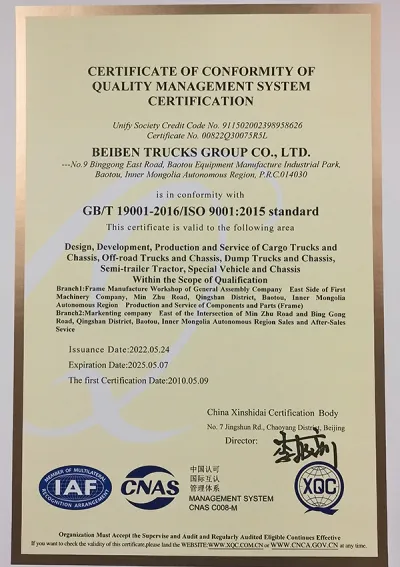 CERTIFICATE OF CONFORMITY OF
QUALITY MANAGEMENT SYSTEM
CERTIFICATION
Unify Society Credit Code No. 911502002398958626
Certificate No. 00822Q30075R5L
BEIBEN TRUCKS GROUP CO., LTD.
---No.9 Binggong East Road, Baotou Equipment Manufacture Industrial Park,
Baotou, Inner Mongolia Autonomous Region, P.R.C.014030
is in conformity with
GB/T 19001-2016/ISO 9001:2015 standard
This certificate is valid to the following area
Design, Development, Production and Service of Cargo Trucks and
Chassis, Off-road Trucks and Chassis, Dump Trucks and Chassis,
Semi-trailer Tractor, Special Vehicle and Chassis
Within the Scope of Qualification
Branch1:Frame Manufacture Workshop of General Assembly Company East Side of First
Machinery Company, Min Zhu Road, Qingshan District, Baotou, Inner Mongolia
Autonomous Region Production and Service of Components and Parts (Frame)
Branch2:Markenting company East of the Intersection of Min Zhu Road and Bing Gong
Road, Qingshan District, Baotou, Inner Mongolia Autonomous Region Sales and After-Sales
Sevice
Issuance Date:2022.05.24
Expiration Date:2025.05.07
The first Certification Date:2010.05.09
China Xinshidai Certification Body
No. 7 Jingshun Rd., Chaoyang District, Beijing
Director:
MEMBER OF MULTILATERAL
IAF
RECOGNITION ARRANGEMENT
CNAS
中国认可
国际互认
管理体系
MANAGEMENT SYSTEM
CNAS C008-M
XQC
Organization Must Accept the Supervise and Audit and Regularly Audited Eligible Continues Effective
If you want to check the validity of this certificate please land the WEBSITE:WWW.XQC.COM.CN or WWW.CNCA.GOV.CN at any time.